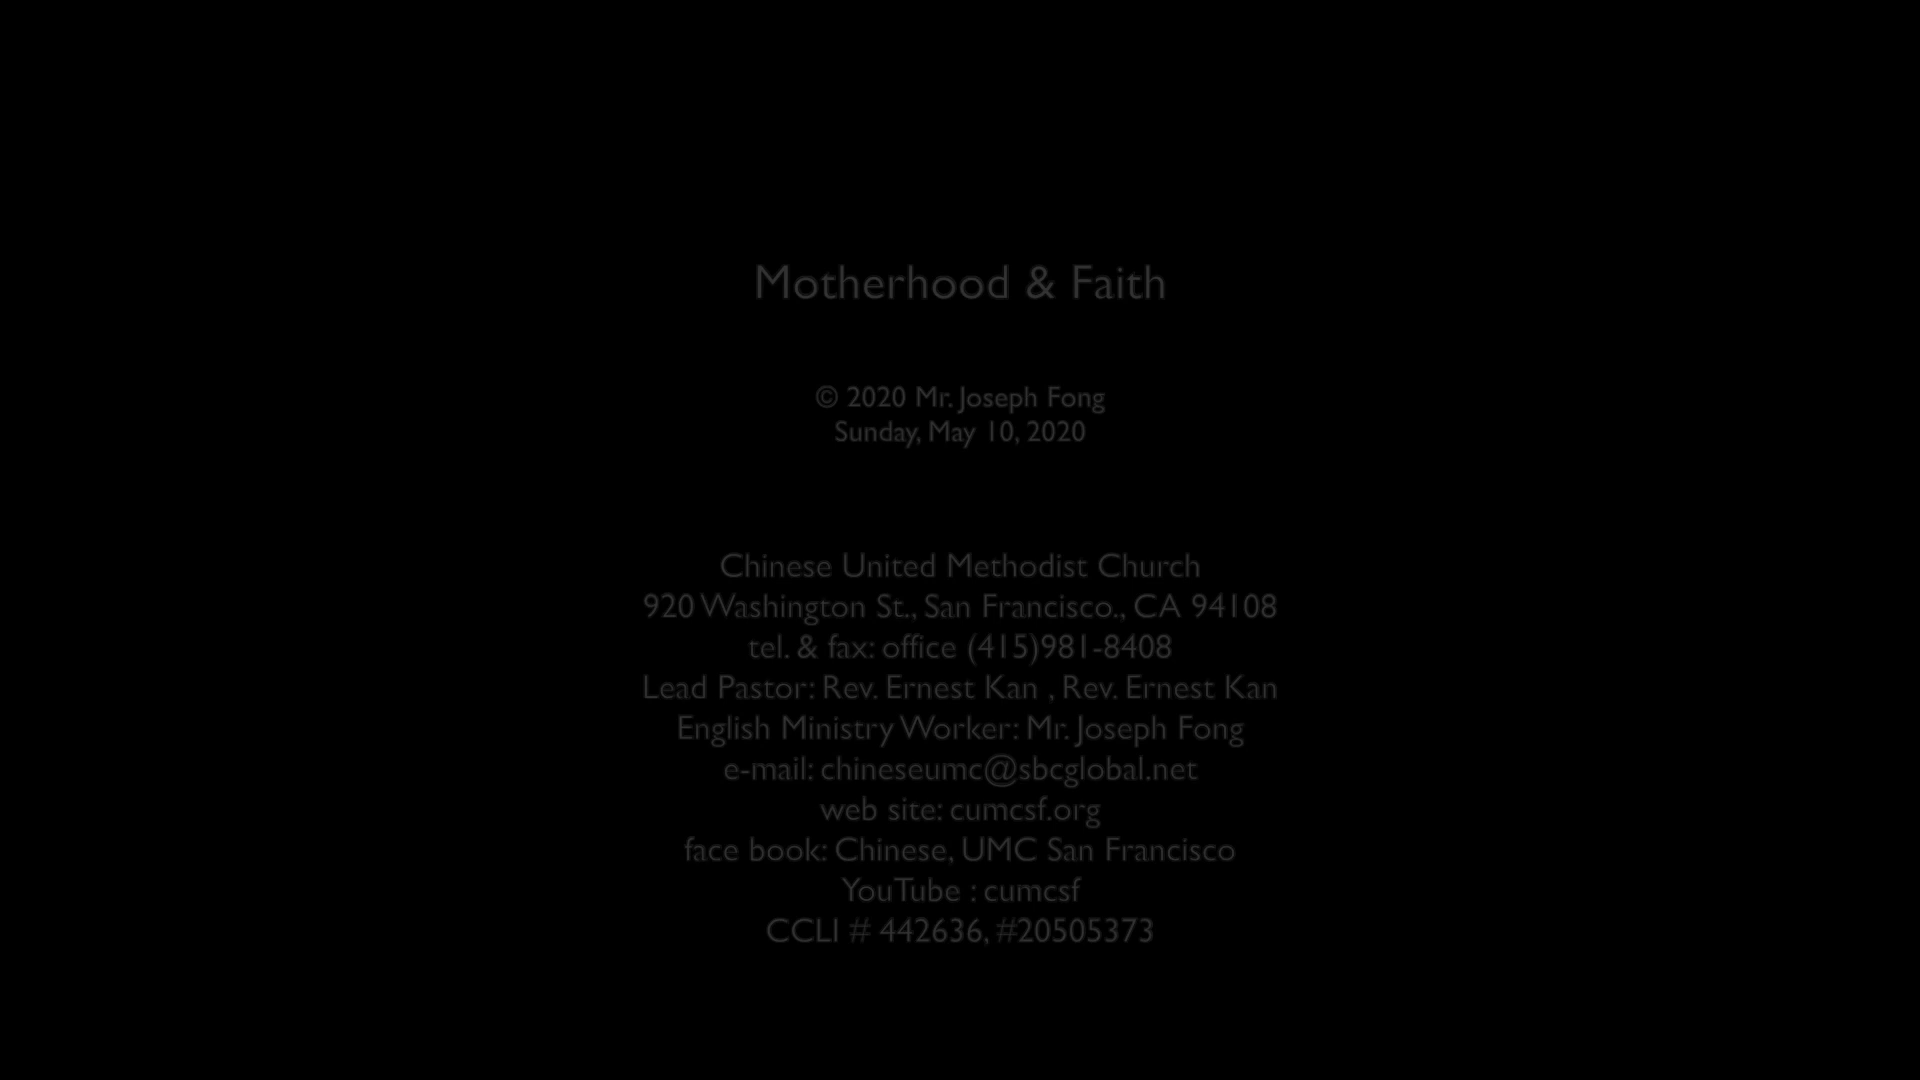 Motherhood & Faith
© 2020 Mr. Joseph Fong
Sunday, May 10, 2020
Chinese United Methodist Church
920 Washington St., San Francisco., CA 94108
tel. & fax: office (415)981-8408
Lead Pastor: Rev. Ernest Kan , Rev. Ernest Kan
English Ministry Worker: Mr. Joseph Fong
e-mail: chineseumc@sbcglobal.net
web site: cumcsf.org
face book: Chinese, UMC San Francisco
YouTube : cumcsf
CCLI # 442636, #20505373